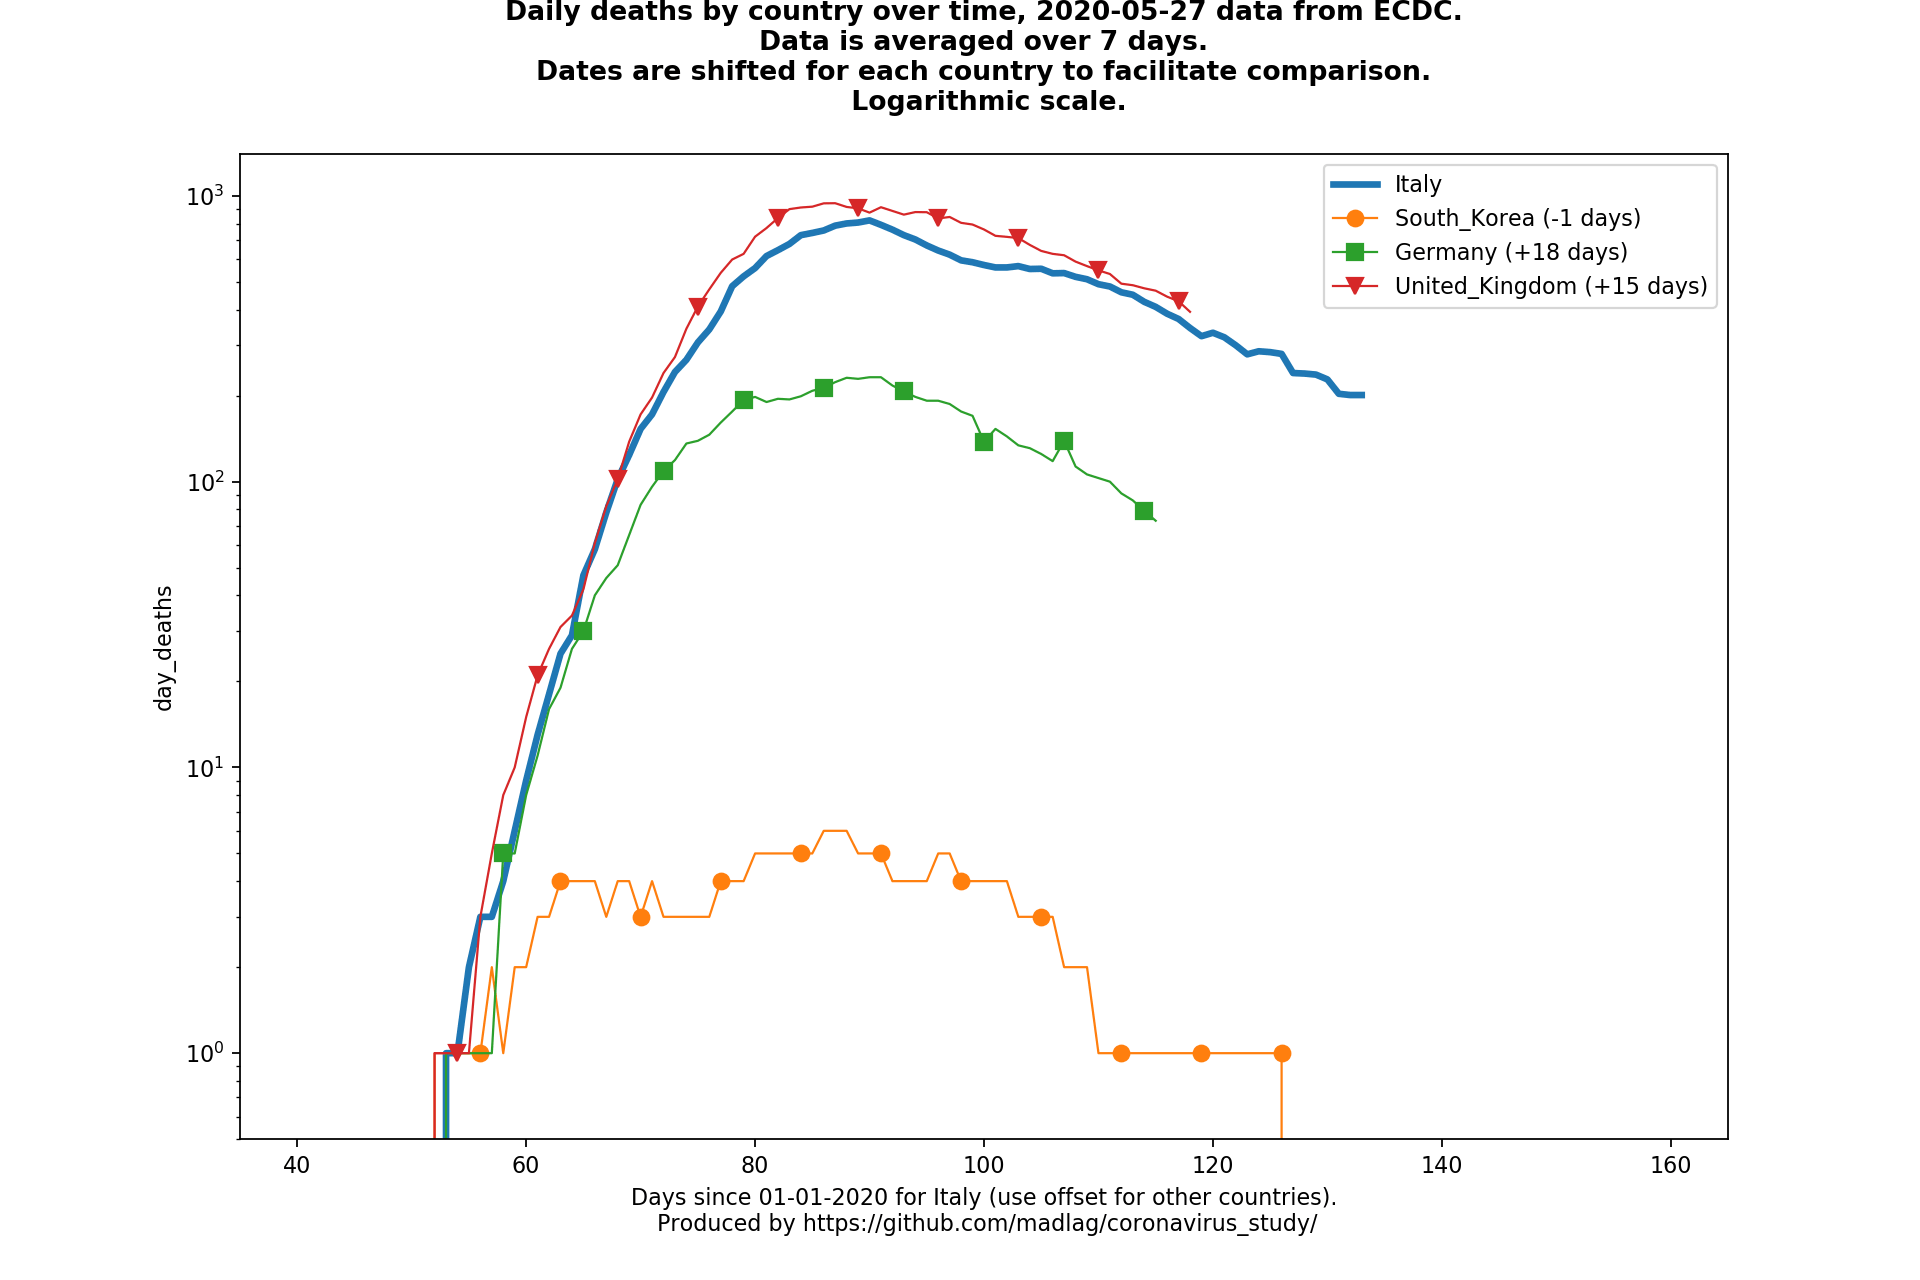 Daily deaths by country over time, 2020-05-27 data from ECDC.
Data is averaged over 7 days.
Dates are shifted for each country to facilitate comparison.
Logarithmic scale.
Italy
South_Korea (-1 days)
Germany (+18 days)
United_Kingdom (+15 days)
10³
10²
10¹
10⁰
day_deaths
40 60 80 100 120 140 160
Days since 01-01-2020 for Italy (use offset for other countries).
Produced by https://github.com/madlag/coronavirus_study/